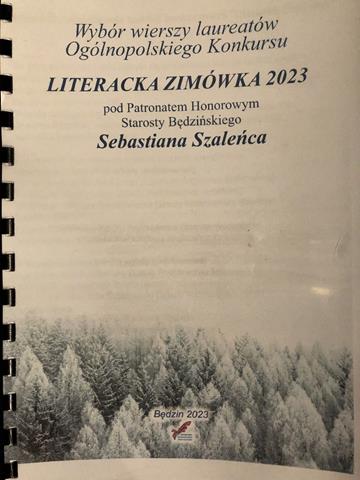 Wybór wierszy laureatów
Ogólnopolskiego Konkursu
LITERACKA ZIMÓWKA 2023
pod Patronatem Honorowym
Starosty Będzińskiego
Sebastiana Szaleńca
Będzin 2023